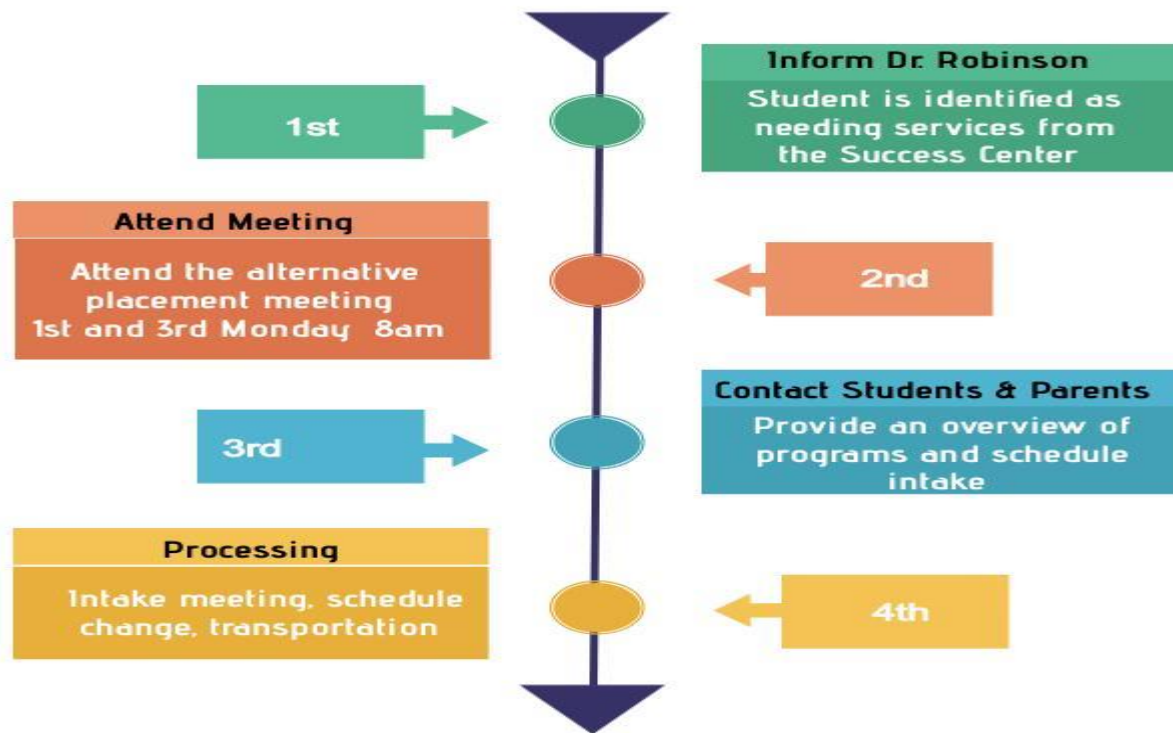 1st
Inform Dr. Robinson
Student is identified as
needing services from
the Success Center
2nd
Attend Meeting
Attend the alternative
placement meeting
1st and 3rd Monday 8am
3rd
Contact Students & Parents
Provide an overview of
programs and schedule
intake
4th
Processing
Intake meeting, schedule
change, transportation